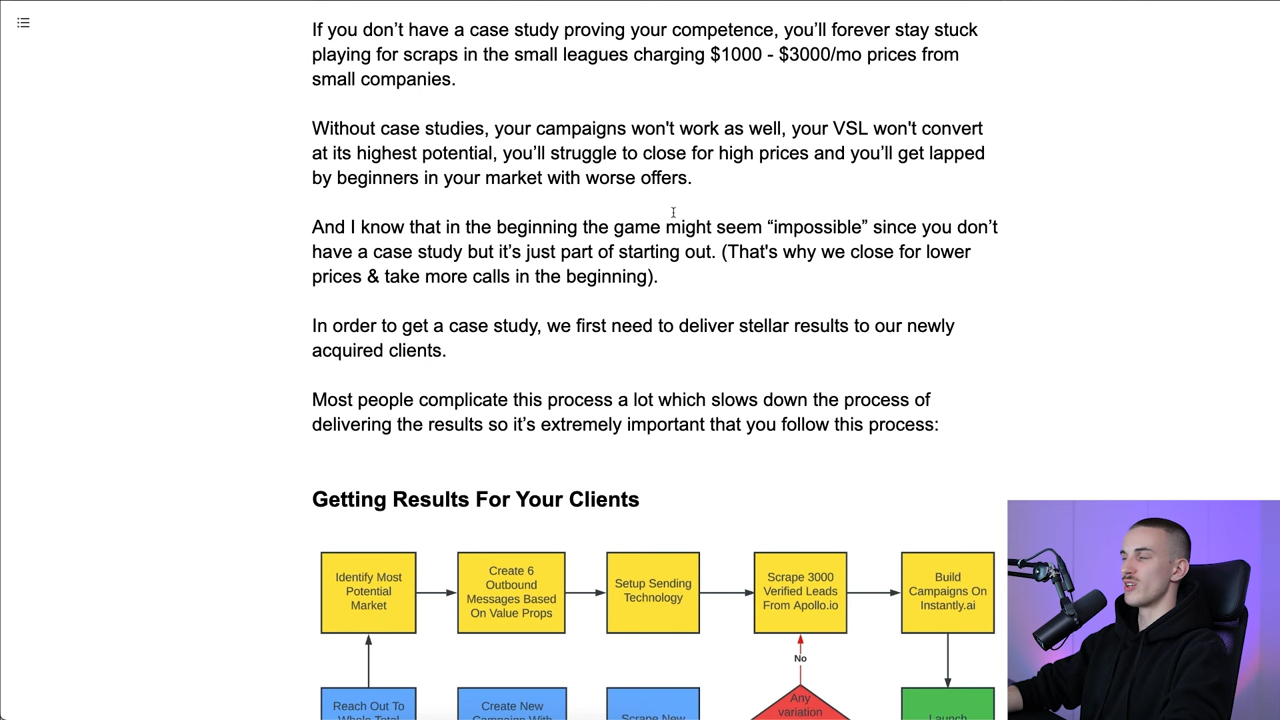 If you don’t have a case study proving your competence, you’ll forever stay stuck
playing for scraps in the small leagues charging $1000 - $3000/mo prices from
small companies.
Without case studies, your campaigns won't work as well, your VSL won't convert
at its highest potential, you’ll struggle to close for high prices and you’ll get lapped
by beginners in your market with worse offers.
And I know that in the beginning the game might seem “impossible” since you don’t
have a case study but it’s just part of starting out. (That's why we close for lower
prices & take more calls in the beginning).
In order to get a case study, we first need to deliver stellar results to our newly
acquired clients.
Most people complicate this process a lot which slows down the process of
delivering the results so it’s extremely important that you follow this process:
Getting Results For Your Clients
Identify Most
Potential
Market
Create 6
Outbound
Messages Based
On Value Props
Setup Sending
Technology
Scrape 3000
Verified Leads
From Apollo.io
Build
Campaigns On
Instantly.ai
No
Reach Out To
Whole Total
Create New
Campaign With
Scrape New
Any
variation
Launch